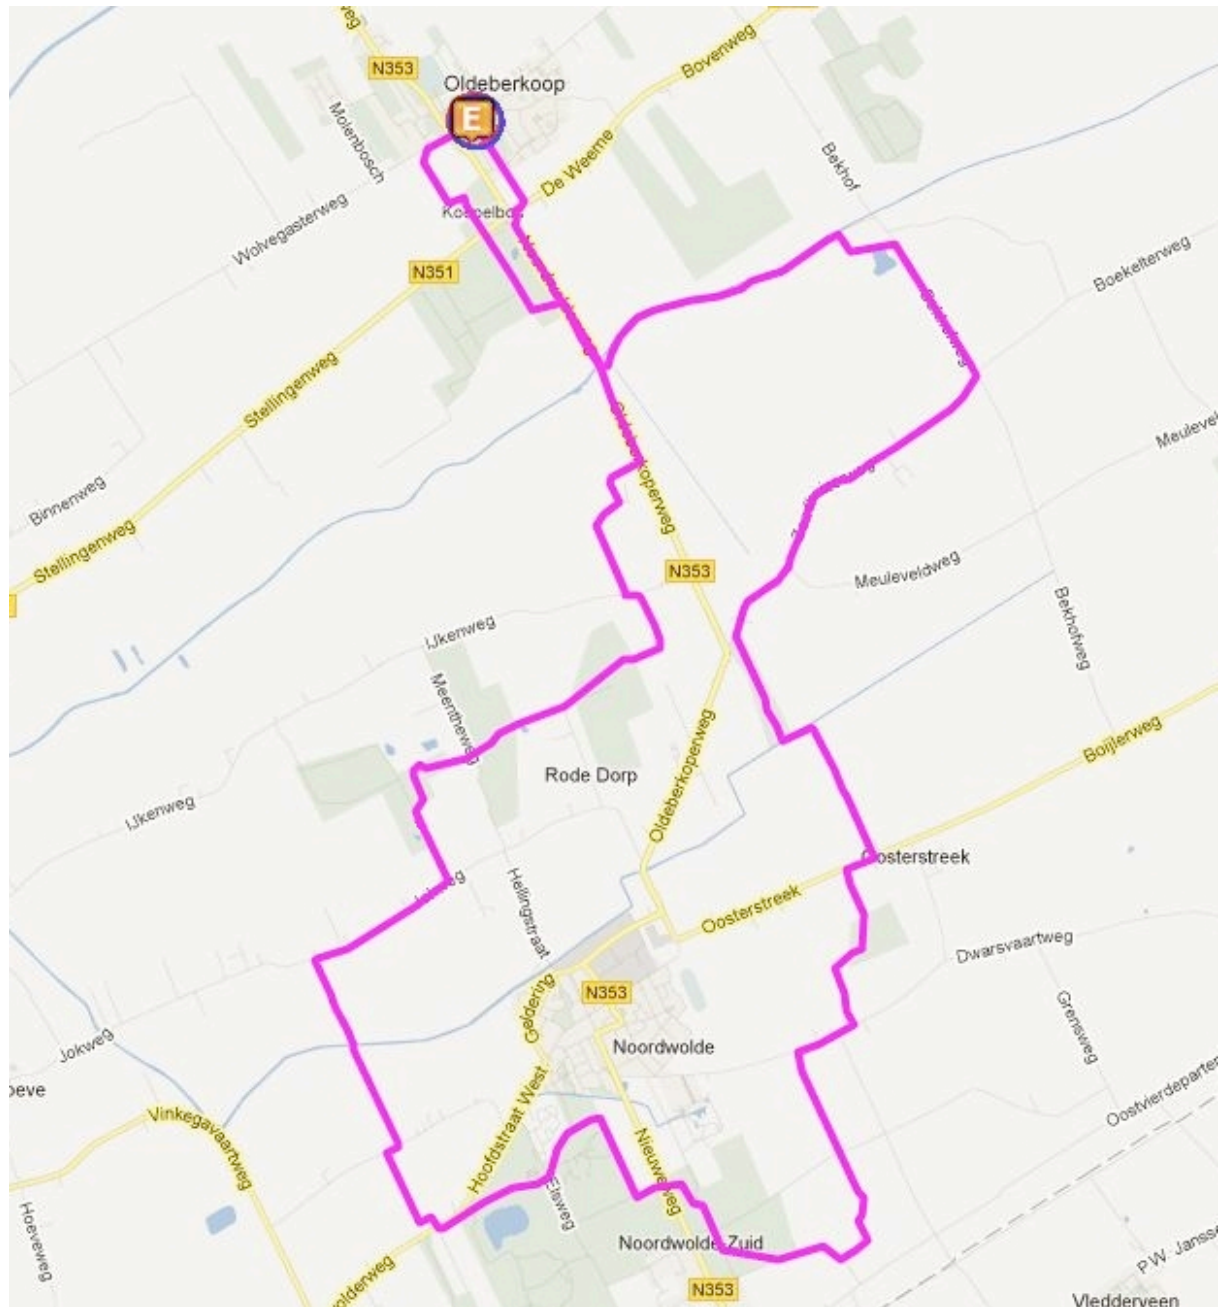 N353
Oldeberkoop
E
Bovenweg
Molenbosch
De Weeme
Bekhof
Wolvegasterweg
N351
Boekelterweg
Stellingenweg
Binnenweg
Stellingenweg
Oldeberkoperweg
N353
Meuleveldweg
IJkenweg
Bekhofweg
Meentheweg
Oldeberkoperweg
Boijlerweg
Rode Dorp
IJkenweg
Oosterstreek
Hellingstraat
Oosterstreek
Dwarsvaartweg
N353
Geldering
Grensweg
Jokweg
Noordwolde
Hoofdstraat West
Vinkegavaartweg
Nieuweweg
Elsweg
Hoeveweg
Noordwolde-Zuid
N353
Vledderveen